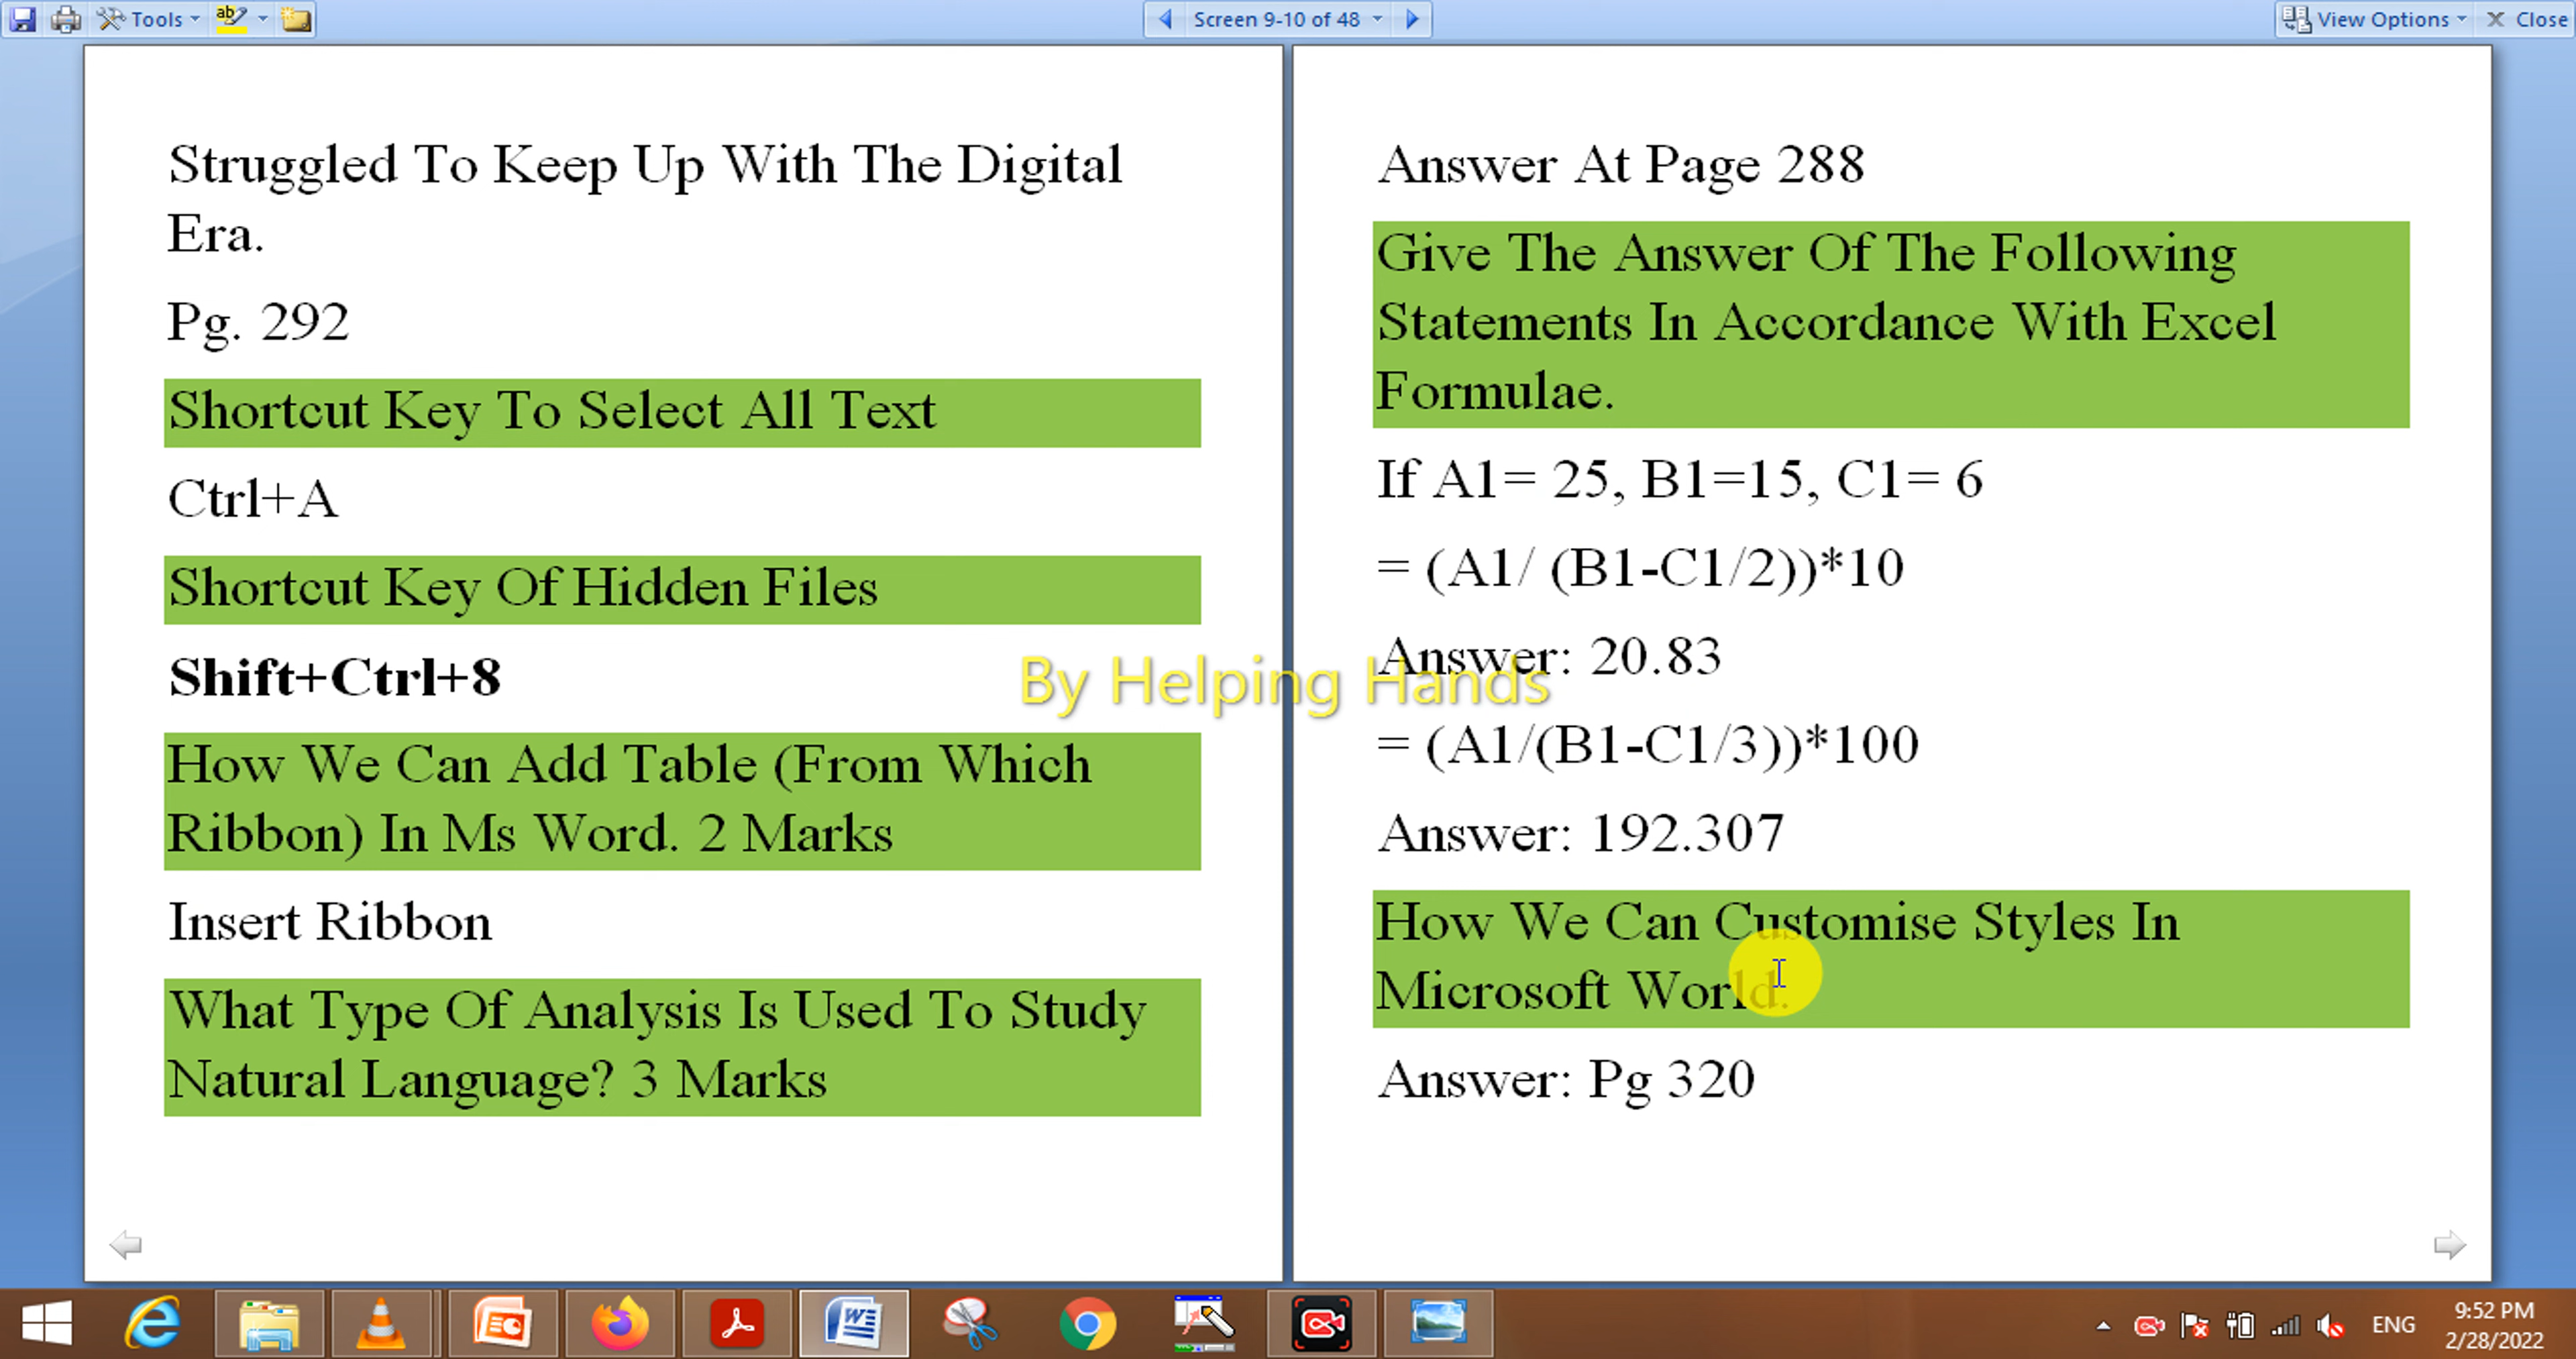 Tools
Screen 9-10 of 48
View Options
Close
Struggled To Keep Up With The Digital
Era.
Pg. 292
Shortcut Key To Select All Text
Ctrl+A
Shortcut Key Of Hidden Files
Shift+Ctrl+8
How We Can Add Table (From Which
Ribbon) In Ms Word. 2 Marks
Insert Ribbon
What Type Of Analysis Is Used To Study
Natural Language? 3 Marks
Answer At Page 288
Give The Answer Of The Following
Statements In Accordance With Excel
Formulae.
If A1= 25, B1=15, C1= 6
= (A1/ (B1-C1/2))*10
Answer: 20.83
= (A1/(B1-C1/3))*100
Answer: 192.307
How We Can Customise Styles In
Microsoft World.
Answer: Pg 320
By Helping Hands
ENG
9:52 PM
2/28/2022